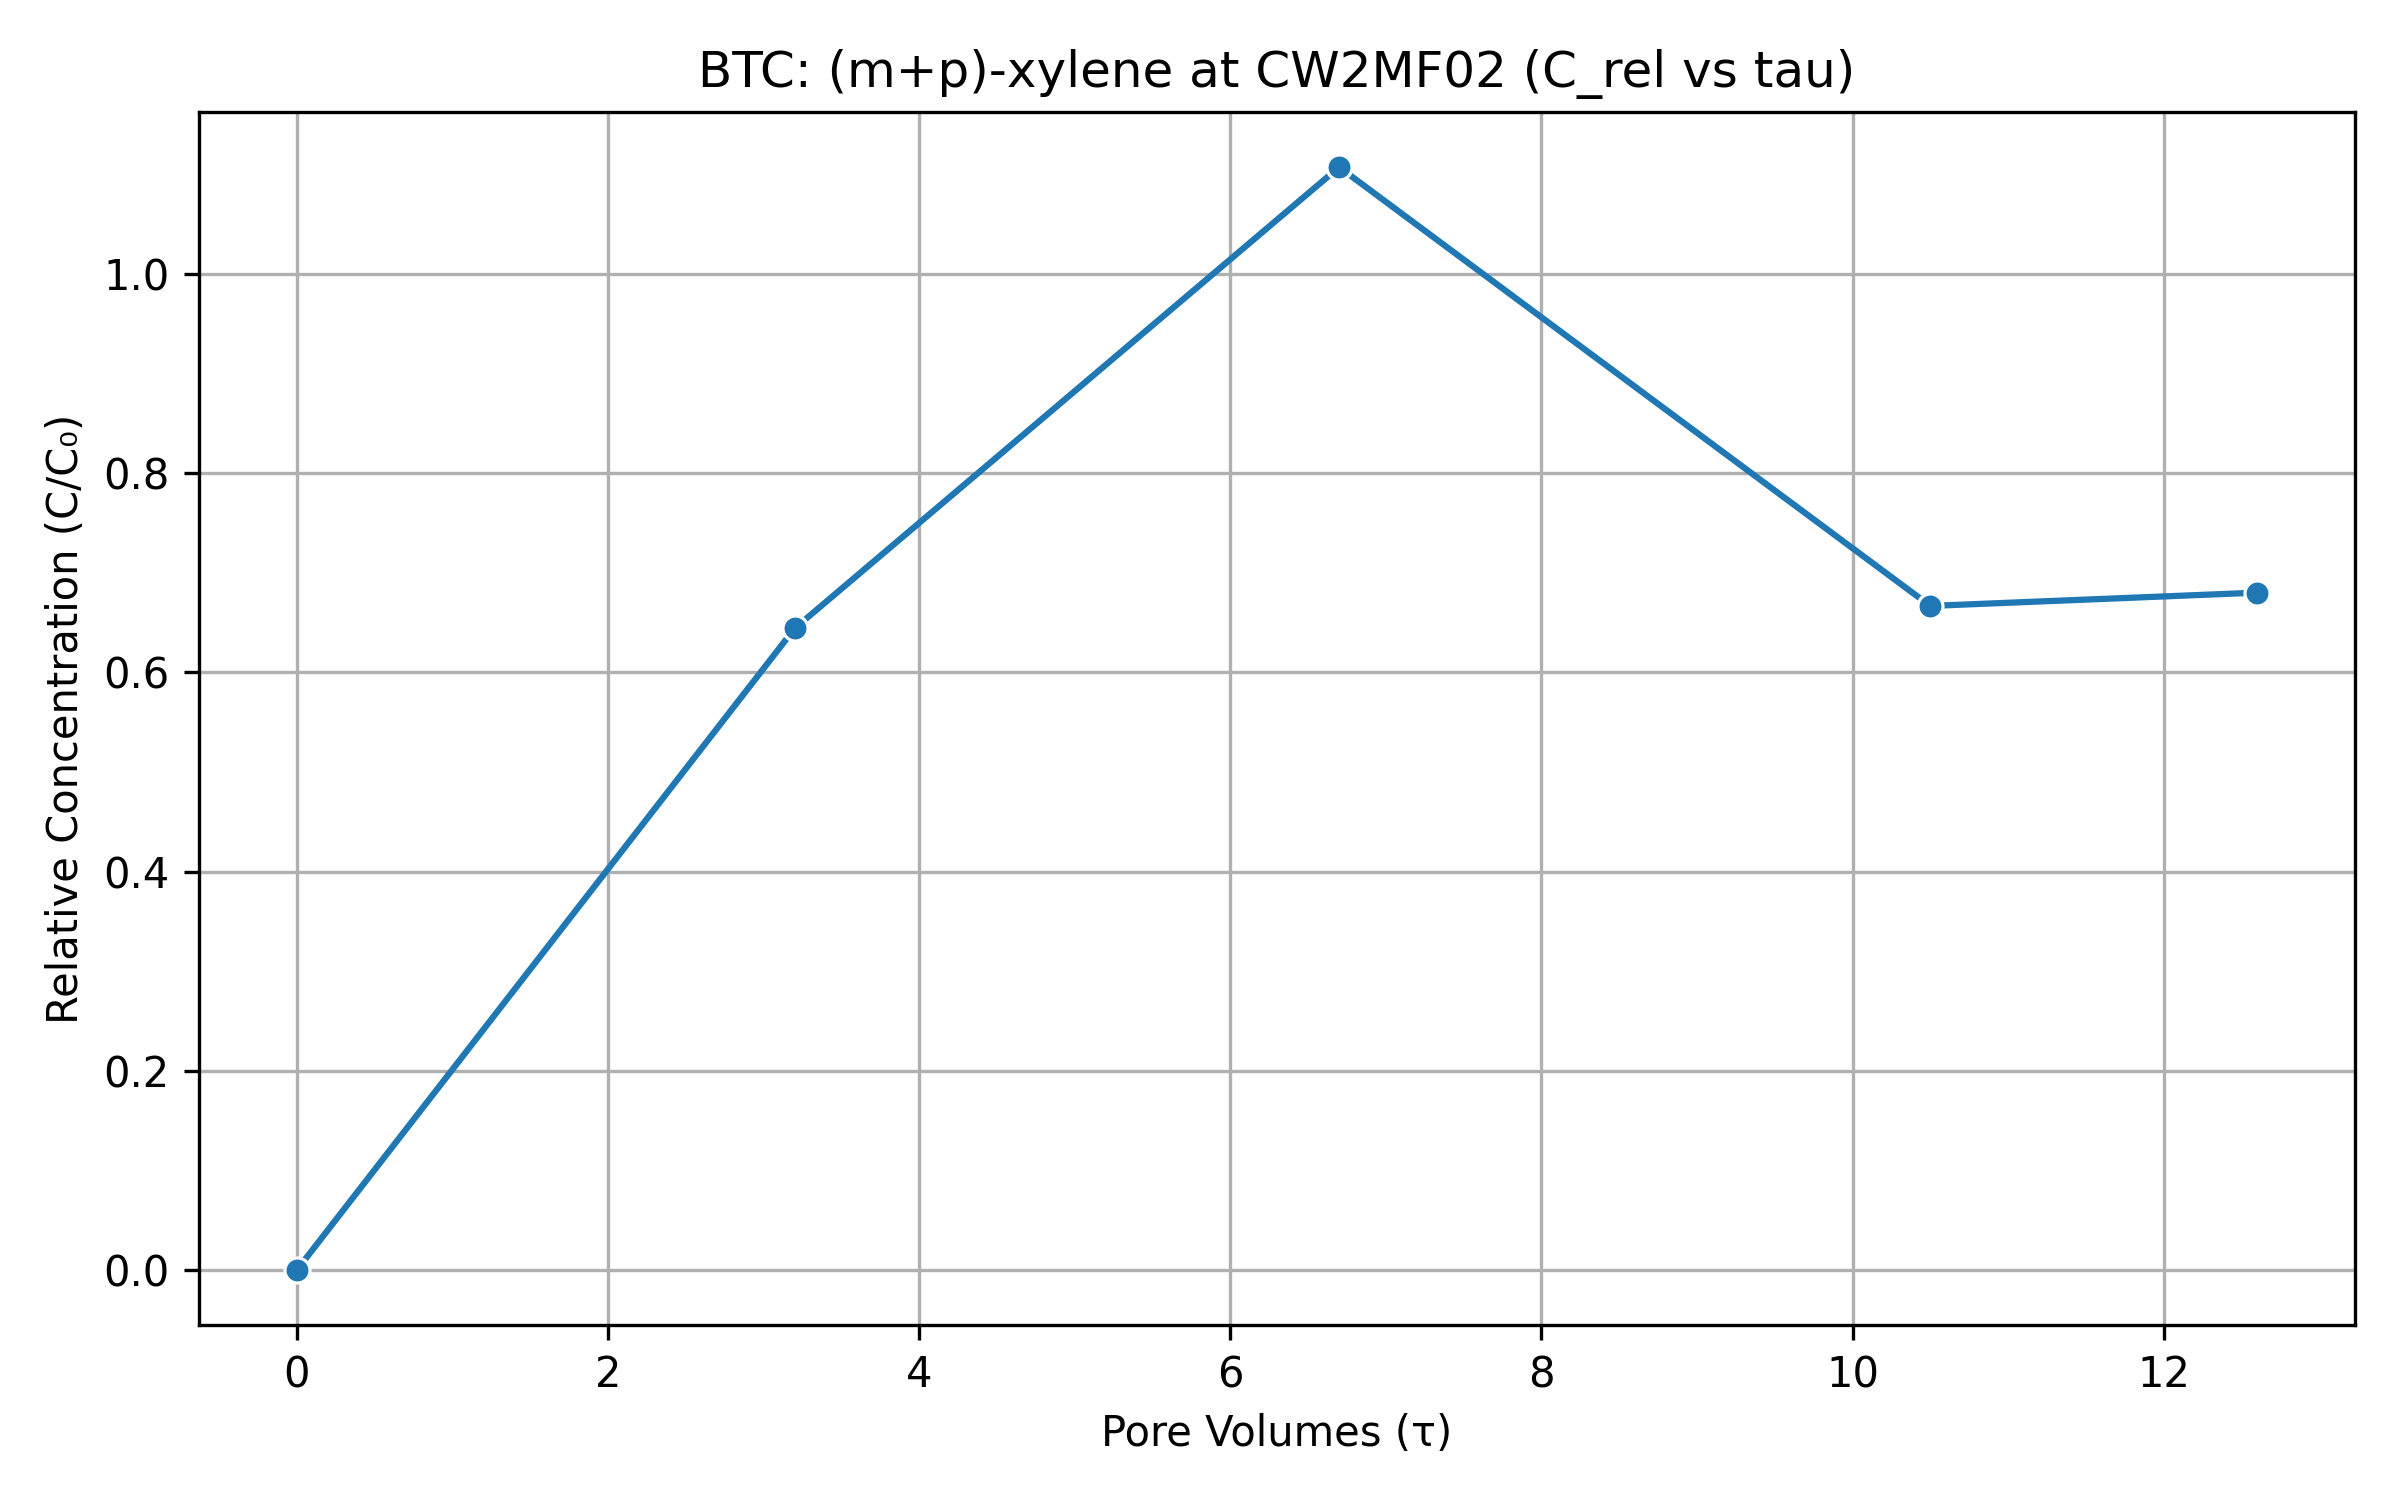 BTC: (m+p)-xylene at CW2MF02 (C_rel vs tau)
Relative Concentration (C/C₀)
1.0
0.8
0.6
0.4
0.2
0.0
0 2 4 6 8 10 12
Pore Volumes (τ)